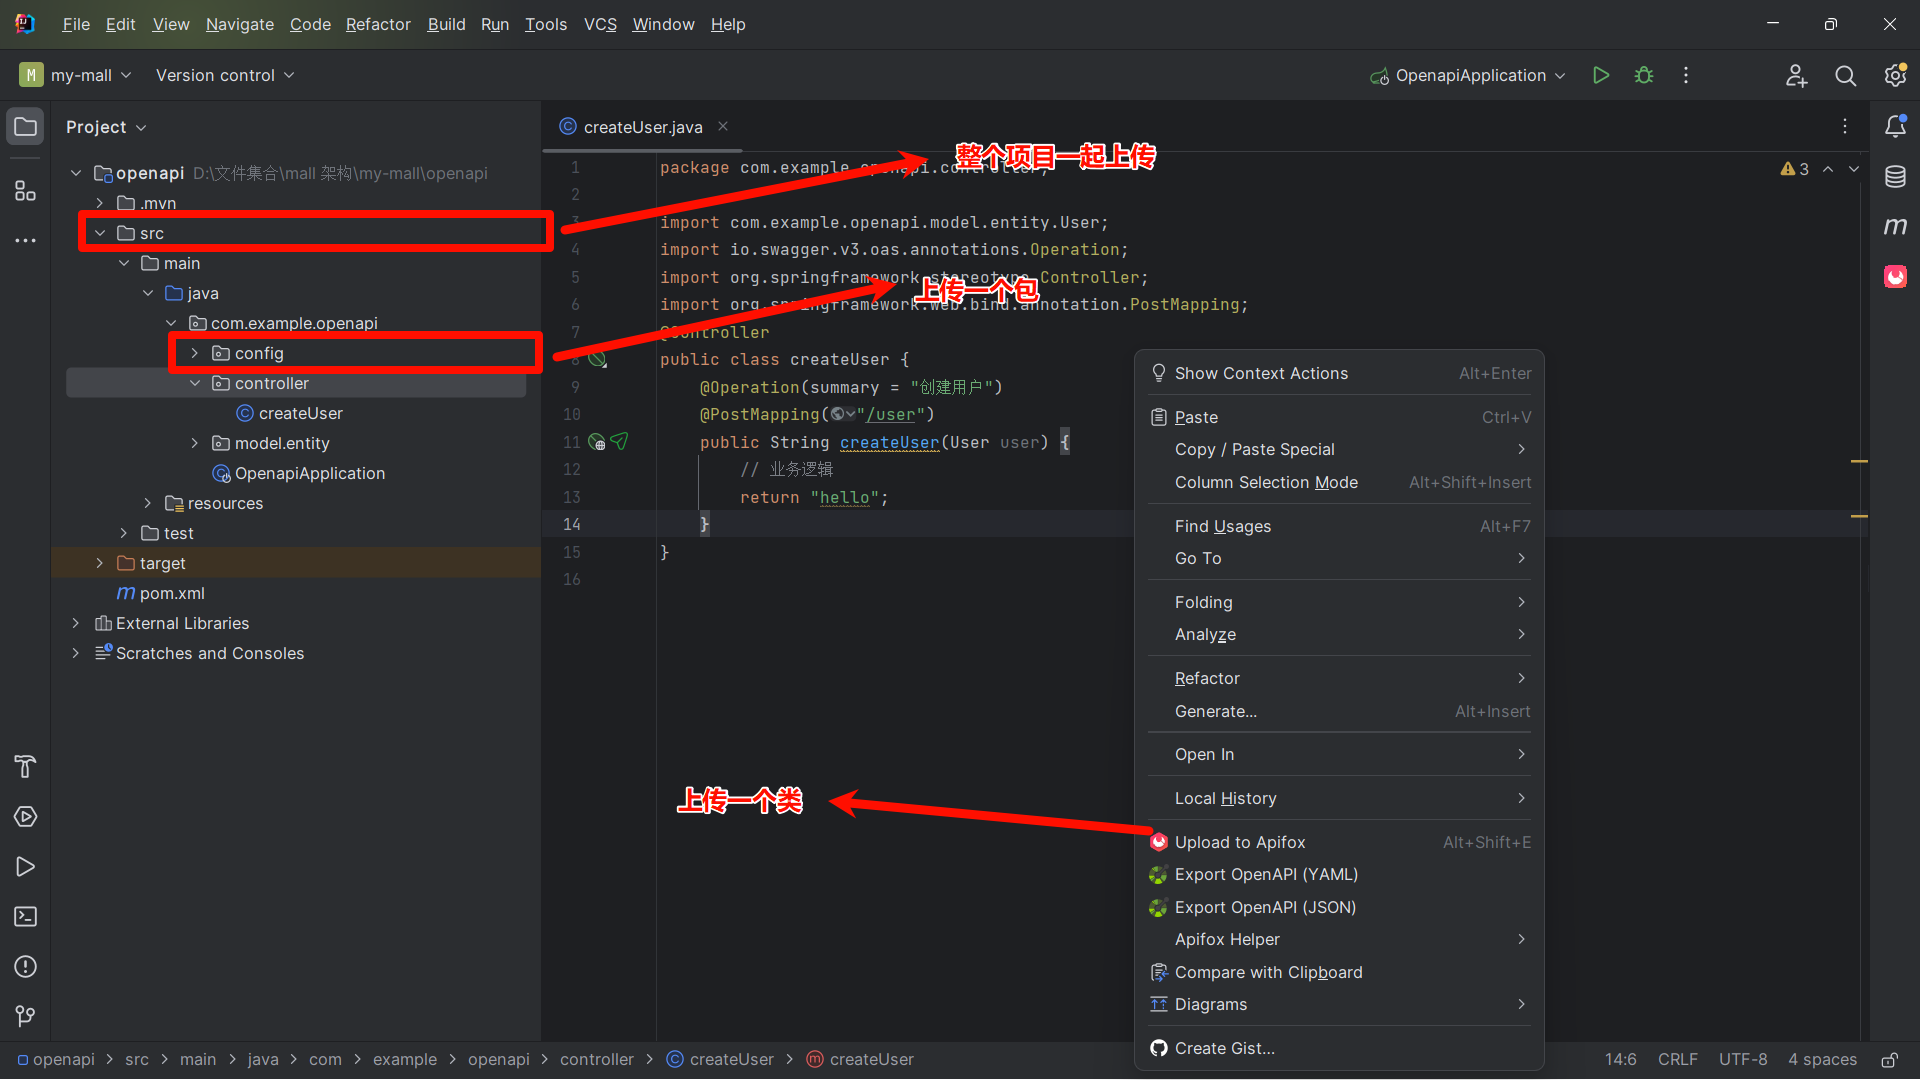 File Edit View Navigate Code Refactor Build Run Tools VCS Window Help
M my-mall Version control OpenapiApplication
Project
openapi D:\文件集合\mall 架构\my-mall\openapi
.mvn
src
main
java
com.example.openapi
config
controller
createUser
model.entity
OpenapiApplication
resources
test
target
m pom.xml
External Libraries
Scratches and Consoles
createUser.java
3
整个项目一起上传
上传一个包
上传一个类
1 package com.example.openapi.controller;
2
3 import com.example.openapi.model.entity.User;
4 import io.swagger.v3.oas.annotations.Operation;
5 import org.springframework.stereotype.Controller;
6 import org.springframework.web.bind.annotation.PostMapping;
7 @Controller
8 public class createUser {
9 @Operation(summary = "创建用户")
10 @PostMapping("/user")
11 public String createUser(User user) {
12 // 业务逻辑
13 return "hello";
14 }
15 }
16
Show Context Actions Alt+Enter
Paste Ctrl+V
Copy / Paste Special
Column Selection Mode Alt+Shift+Insert
Find Usages Alt+F7
Go To
Folding
Analyze
Refactor
Generate... Alt+Insert
Open In
Local History
Upload to Apifox Alt+Shift+E
Export OpenAPI (YAML)
Export OpenAPI (JSON)
Apifox Helper
Compare with Clipboard
Diagrams
Create Gist...
openapi > src > main > java > com > example > openapi > controller > createUser > createUser 14:6 CRLF UTF-8 4 spaces